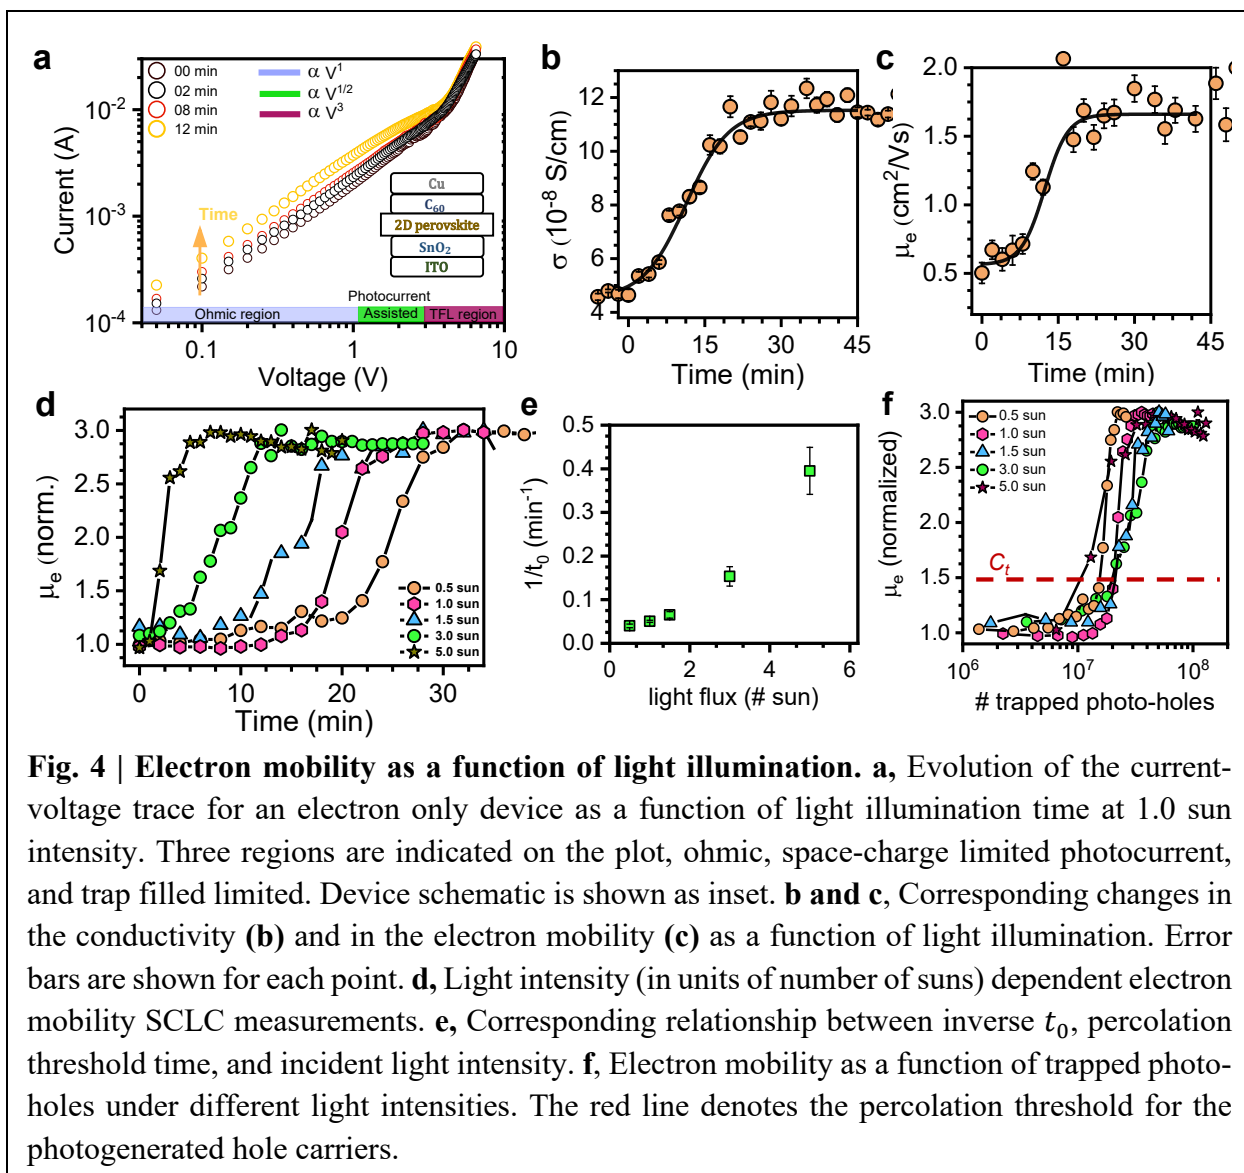 a
00 min
02 min
08 min
12 min
α V¹
α V¹ᐟ²
α V³
Current (A)
10⁻²
10⁻³
10⁻⁴
Time
Cu
C₆₀
2D perovskite
SnO₂
ITO
Photocurrent
Ohmic region
Assisted
TFL region
0.1
1
10
Voltage (V)
b
σ (10⁻⁸ S/cm)
12
10
8
6
4
0
15
30
45
Time (min)
c
μₑ (cm²/Vs)
2.0
1.5
1.0
0.5
0
15
30
45
Time (min)
d
μₑ (norm.)
3.0
2.5
2.0
1.5
1.0
0.5 sun
1.0 sun
1.5 sun
3.0 sun
5.0 sun
0
10
20
30
Time (min)
e
1/t₀ (min⁻¹)
0.5
0.4
0.3
0.2
0.1
0.0
0
2
4
6
light flux (# sun)
f
μₑ (normalized)
3.0
2.5
2.0
1.5
1.0
0.5 sun
1.0 sun
1.5 sun
3.0 sun
5.0 sun
Cₜ
10⁶
10⁷
10⁸
# trapped photo-holes
Fig. 4 | Electron mobility as a function of light illumination. a, Evolution of the current-
voltage trace for an electron only device as a function of light illumination time at 1.0 sun
intensity. Three regions are indicated on the plot, ohmic, space-charge limited photocurrent,
and trap filled limited. Device schematic is shown as inset. b and c, Corresponding changes in
the conductivity (b) and in the electron mobility (c) as a function of light illumination. Error
bars are shown for each point. d, Light intensity (in units of number of suns) dependent electron
mobility SCLC measurements. e, Corresponding relationship between inverse t₀, percolation
threshold time, and incident light intensity. f, Electron mobility as a function of trapped photo-
holes under different light intensities. The red line denotes the percolation threshold for the
photogenerated hole carriers.